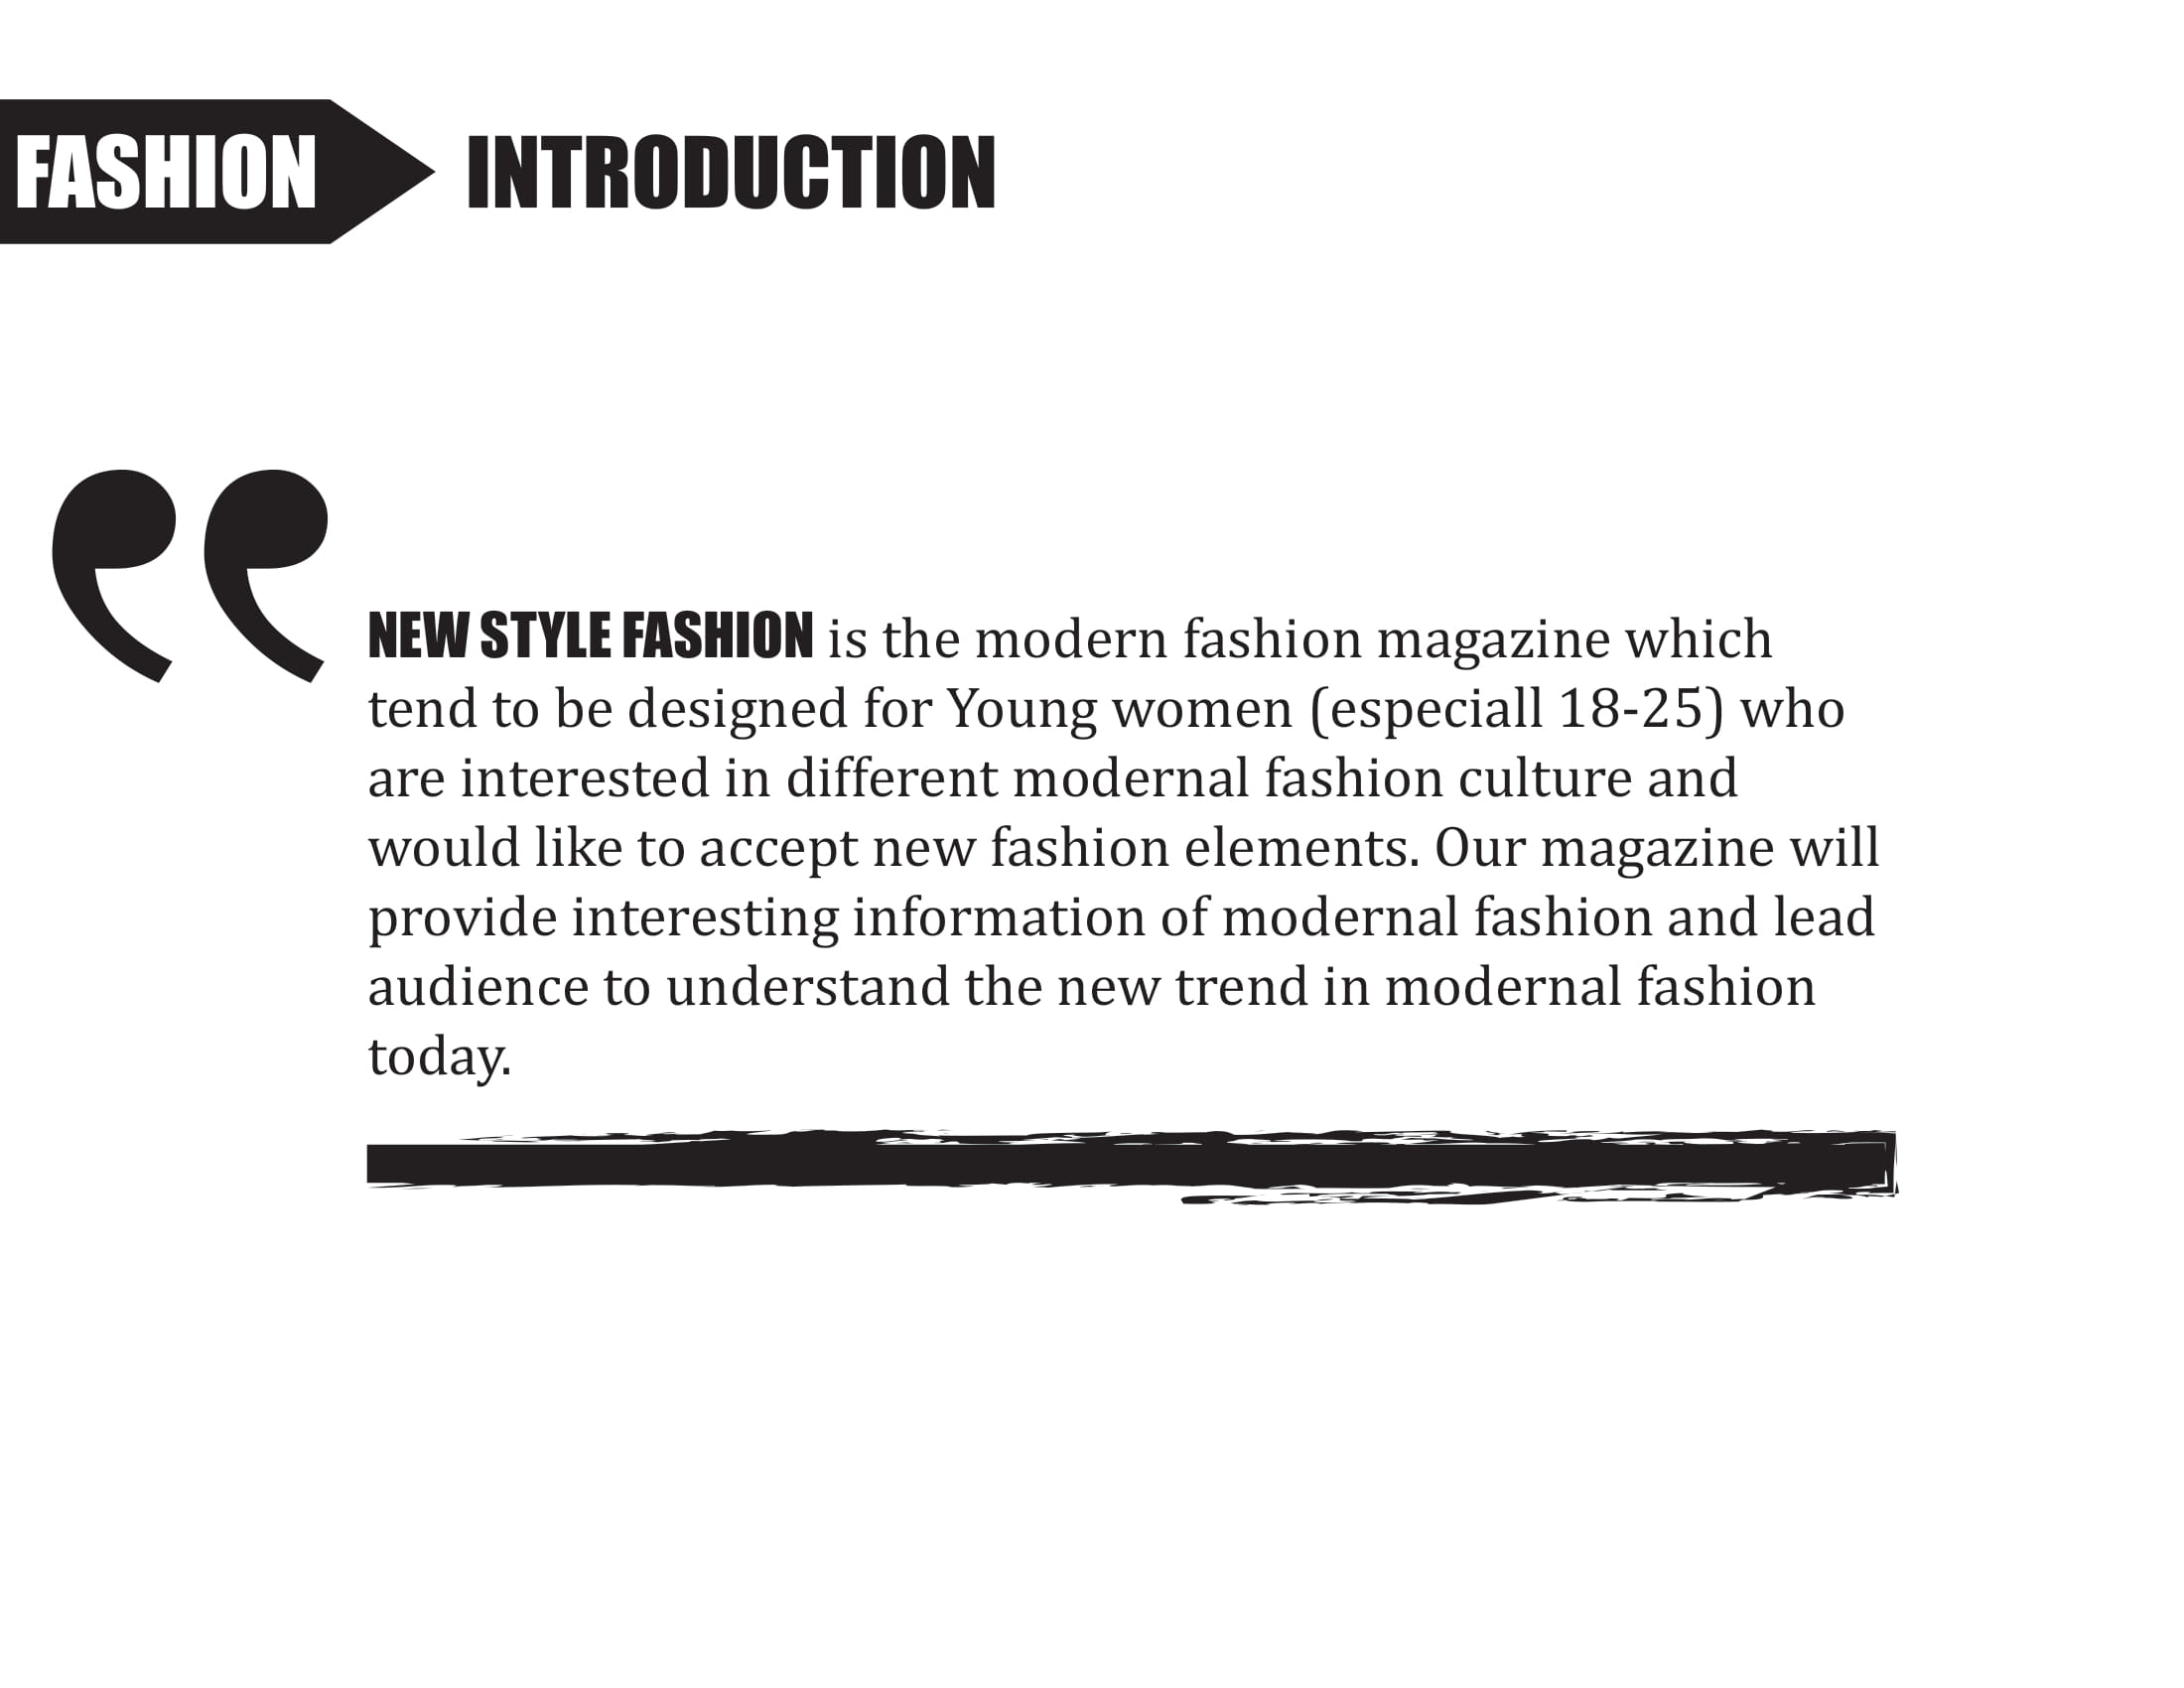 FASHION INTRODUCTION
NEW STYLE FASHION is the modern fashion magazine which
tend to be designed for Young women (especiall 18-25) who
are interested in different modernal fashion culture and
would like to accept new fashion elements. Our magazine will
provide interesting information of modernal fashion and lead
audience to understand the new trend in modernal fashion
today.